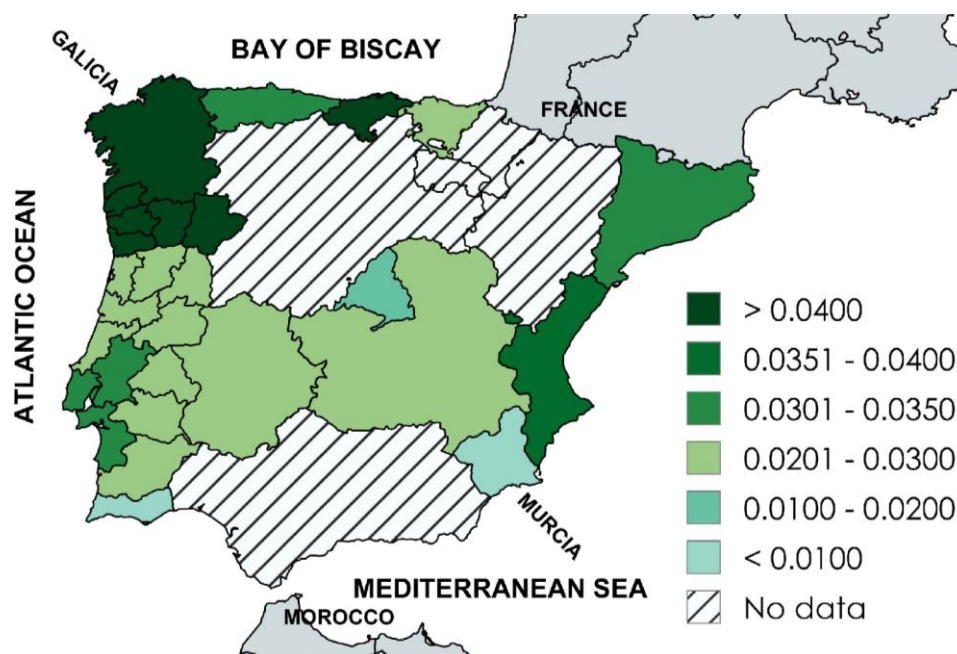 BAY OF BISCAY
GALICIA
FRANCE
ATLANTIC OCEAN
> 0.0400
0.0351 - 0.0400
0.0301 - 0.0350
0.0201 - 0.0300
0.0100 - 0.0200
< 0.0100
No data
MURCIA
MEDITERRANEAN SEA
MOROCCO